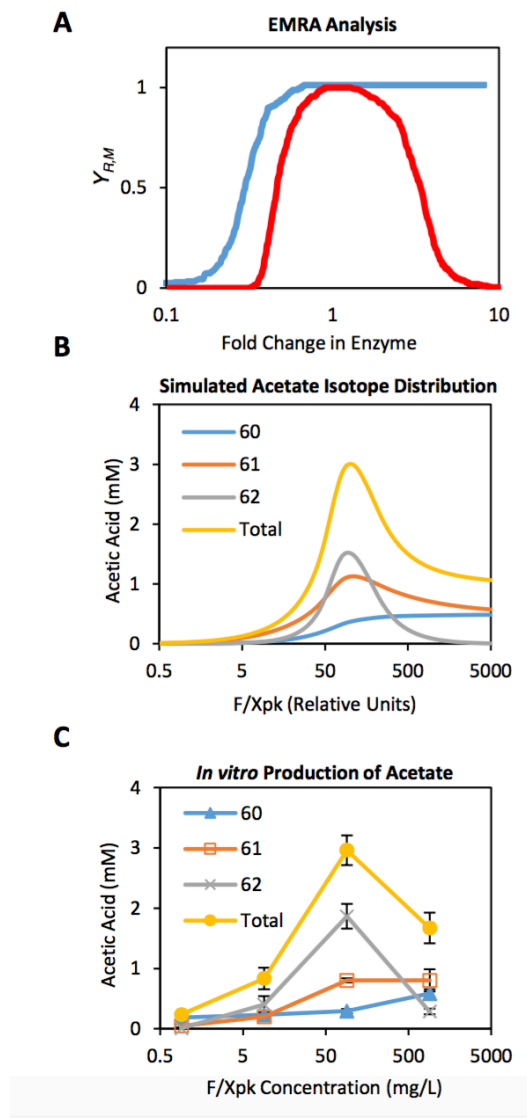 A
EMRA Analysis
1
0.5
0
Y_R,M
0.1 1 10
Fold Change in Enzyme
B
Simulated Acetate Isotope Distribution
4
3
2
1
0
Acetic Acid (mM)
60
61
62
Total
0.5 5 50 500 5000
F/Xpk (Relative Units)
C
In vitro Production of Acetate
4
3
2
1
0
Acetic Acid (mM)
60
61
62
Total
0.5 5 50 500 5000
F/Xpk Concentration (mg/L)